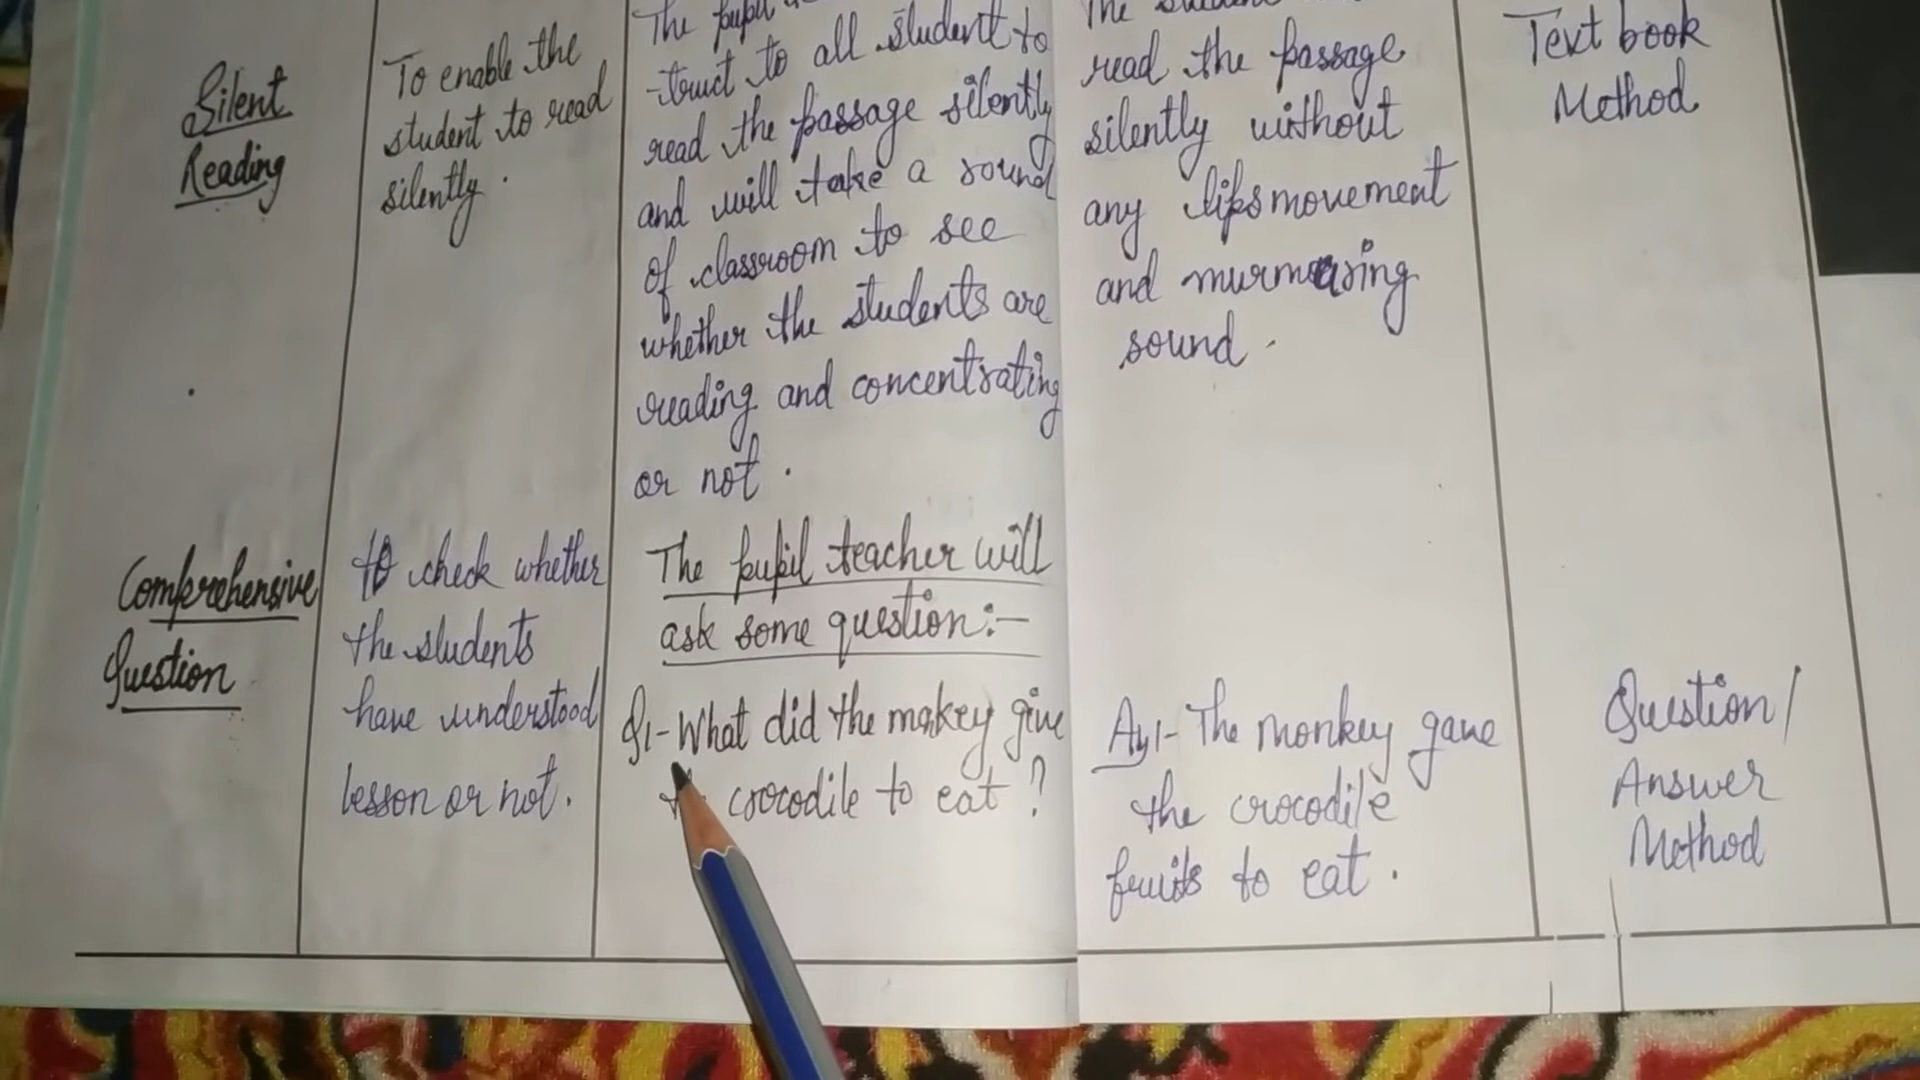 Silent
Reading
To enable the
student to read
silently.
The pupil
-truct to all student to
read the passage silently
and will take a round
of classroom to see
whether the students are
reading and concentrating
or not.
The student
read the passage
silently without
any lips movement
and murmuring
sound.
Text book
Method
Comprehensive
Question
to check whether
the students
have understood
lesson or not.
The pupil teacher will
ask some question:-
Q1- What did the makey give
crocodile to eat?
Ay1- The monkey gave
the crocodile
fruits to eat.
Question/
Answer
Method